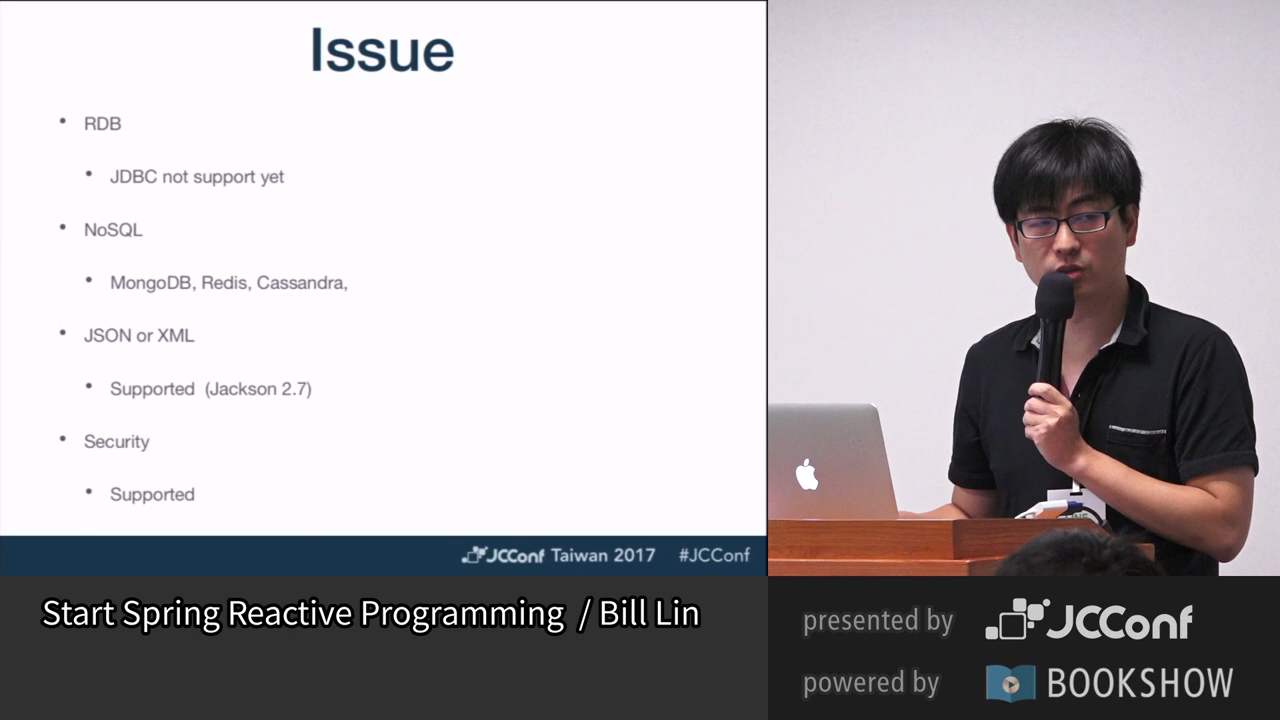 Issue
• RDB
• JDBC not support yet
• NoSQL
• MongoDB, Redis, Cassandra,
• JSON or XML
• Supported (Jackson 2.7)
• Security
• Supported
JCConf Taiwan 2017 #JCConf
Start Spring Reactive Programming / Bill Lin
presented by JCConf
powered by BOOKSHOW